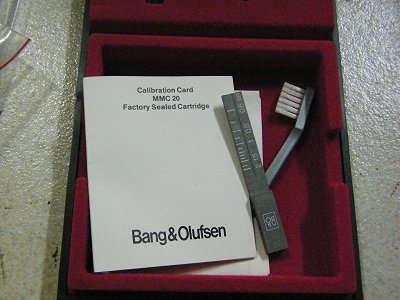 Calibration Card
MMC 20
Factory Sealed Cartridge
Bang&Olufsen